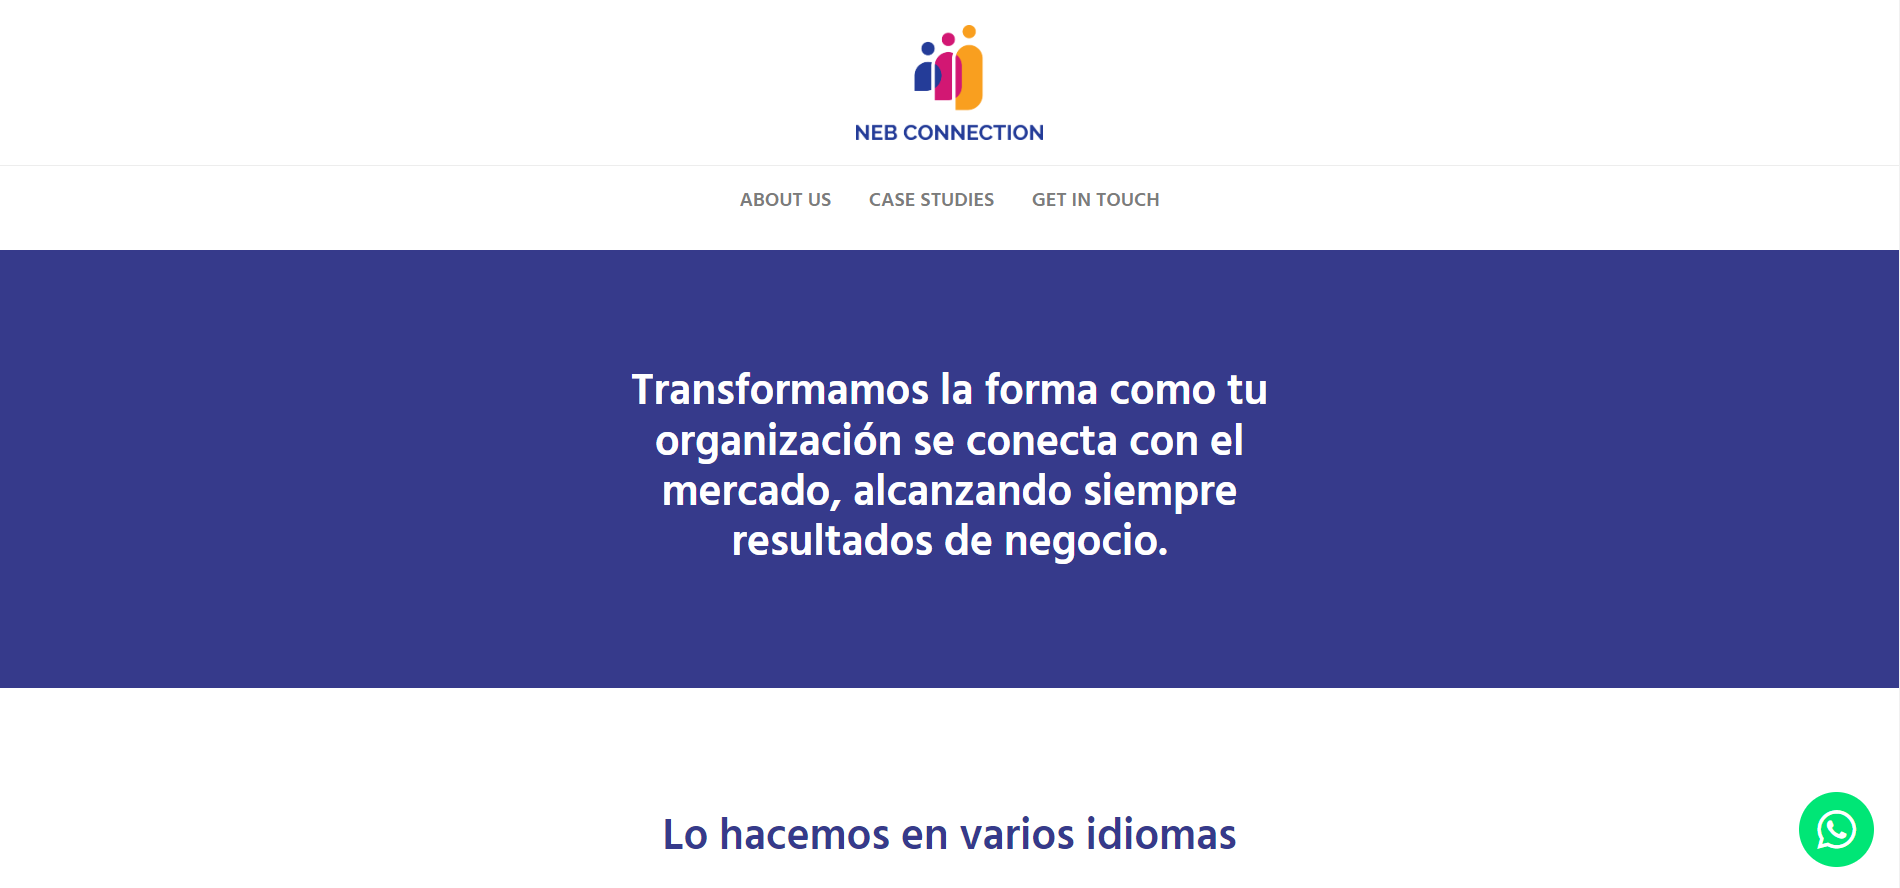 NEB CONNECTION
ABOUT US CASE STUDIES GET IN TOUCH
Transformamos la forma como tu
organización se conecta con el
mercado, alcanzando siempre
resultados de negocio.
Lo hacemos en varios idiomas